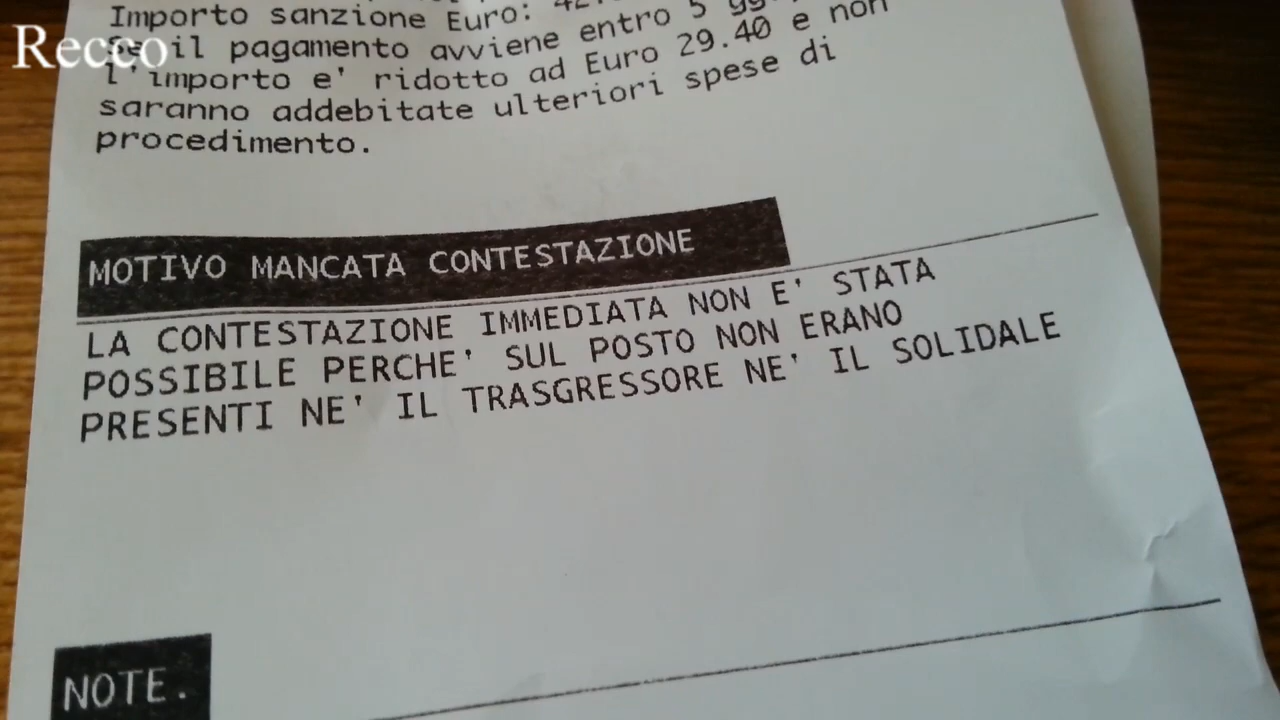 Importo sanzione Euro: 42.
Recco
Se il pagamento avviene entro 5 gg
l'importo e' ridotto ad Euro 29.40 e non
saranno addebitate ulteriori spese di
procedimento.
MOTIVO MANCATA CONTESTAZIONE
LA CONTESTAZIONE IMMEDIATA NON E' STATA
POSSIBILE PERCHE' SUL POSTO NON ERANO
PRESENTI NE' IL TRASGRESSORE NE' IL SOLIDALE
NOTE.